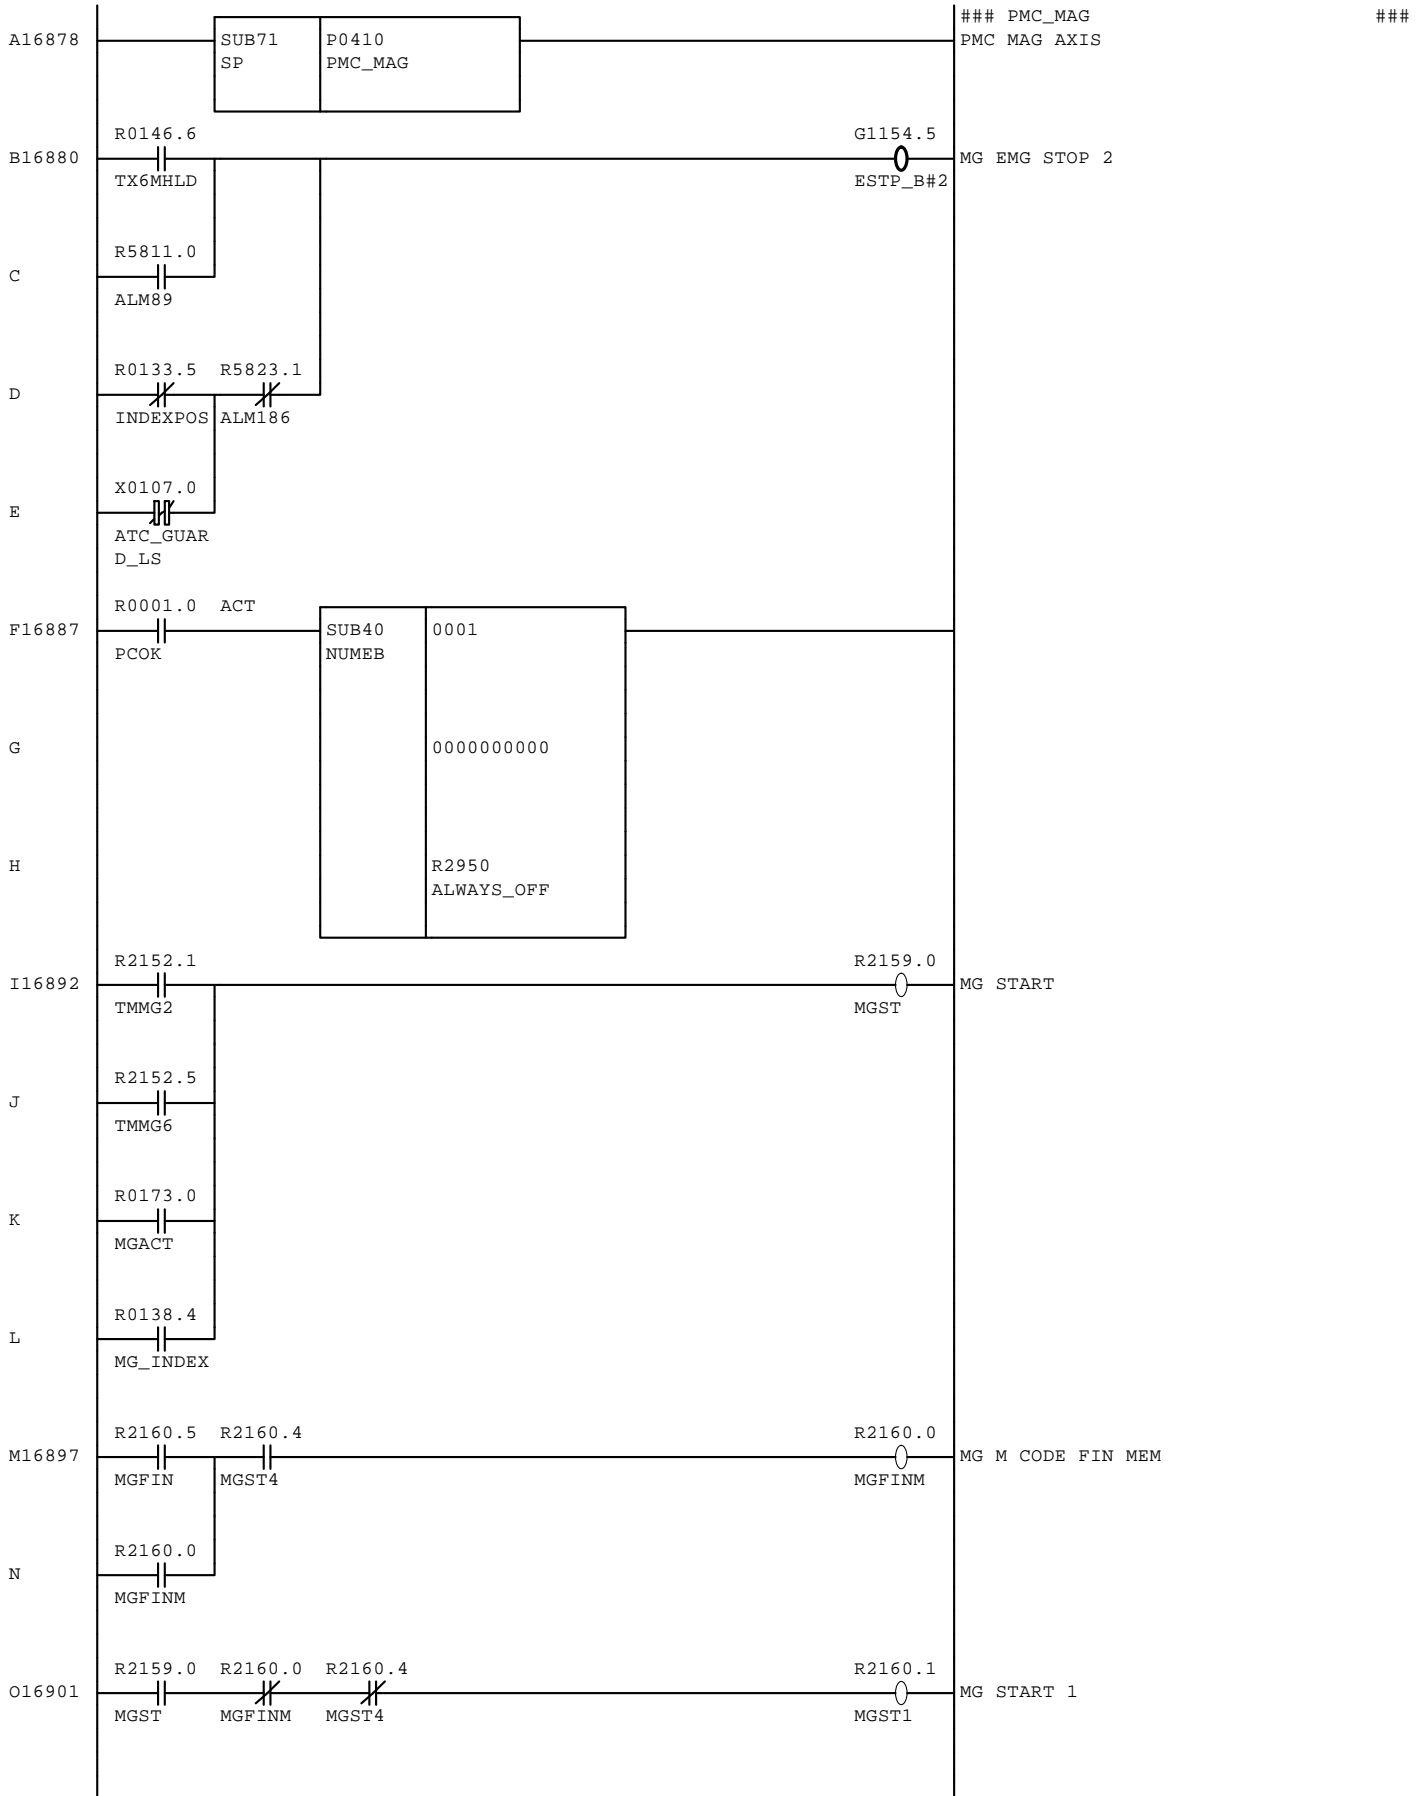 ### PMC_MAG ###
A16878 SUB71 P0410 PMC MAG AXIS
SP PMC_MAG
R0146.6 G1154.5
B16880 MG EMG STOP 2
TX6MHLD ESTP_B#2
R5811.0
C
ALM89
R0133.5 R5823.1
D
INDEXPOS ALM186
X0107.0
E
ATC_GUAR
D_LS
R0001.0 ACT
F16887 SUB40 0001
PCOK NUMEB
G 0000000000
H R2950
ALWAYS_OFF
R2152.1 R2159.0
I16892 MG START
TMMG2 MGST
R2152.5
J
TMMG6
R0173.0
K
MGACT
R0138.4
L
MG_INDEX
R2160.5 R2160.4 R2160.0
M16897 MG M CODE FIN MEM
MGFIN MGST4 MGFINM
R2160.0
N
MGFINM
R2159.0 R2160.0 R2160.4 R2160.1
O16901 MG START 1
MGST MGFINM MGST4 MGST1